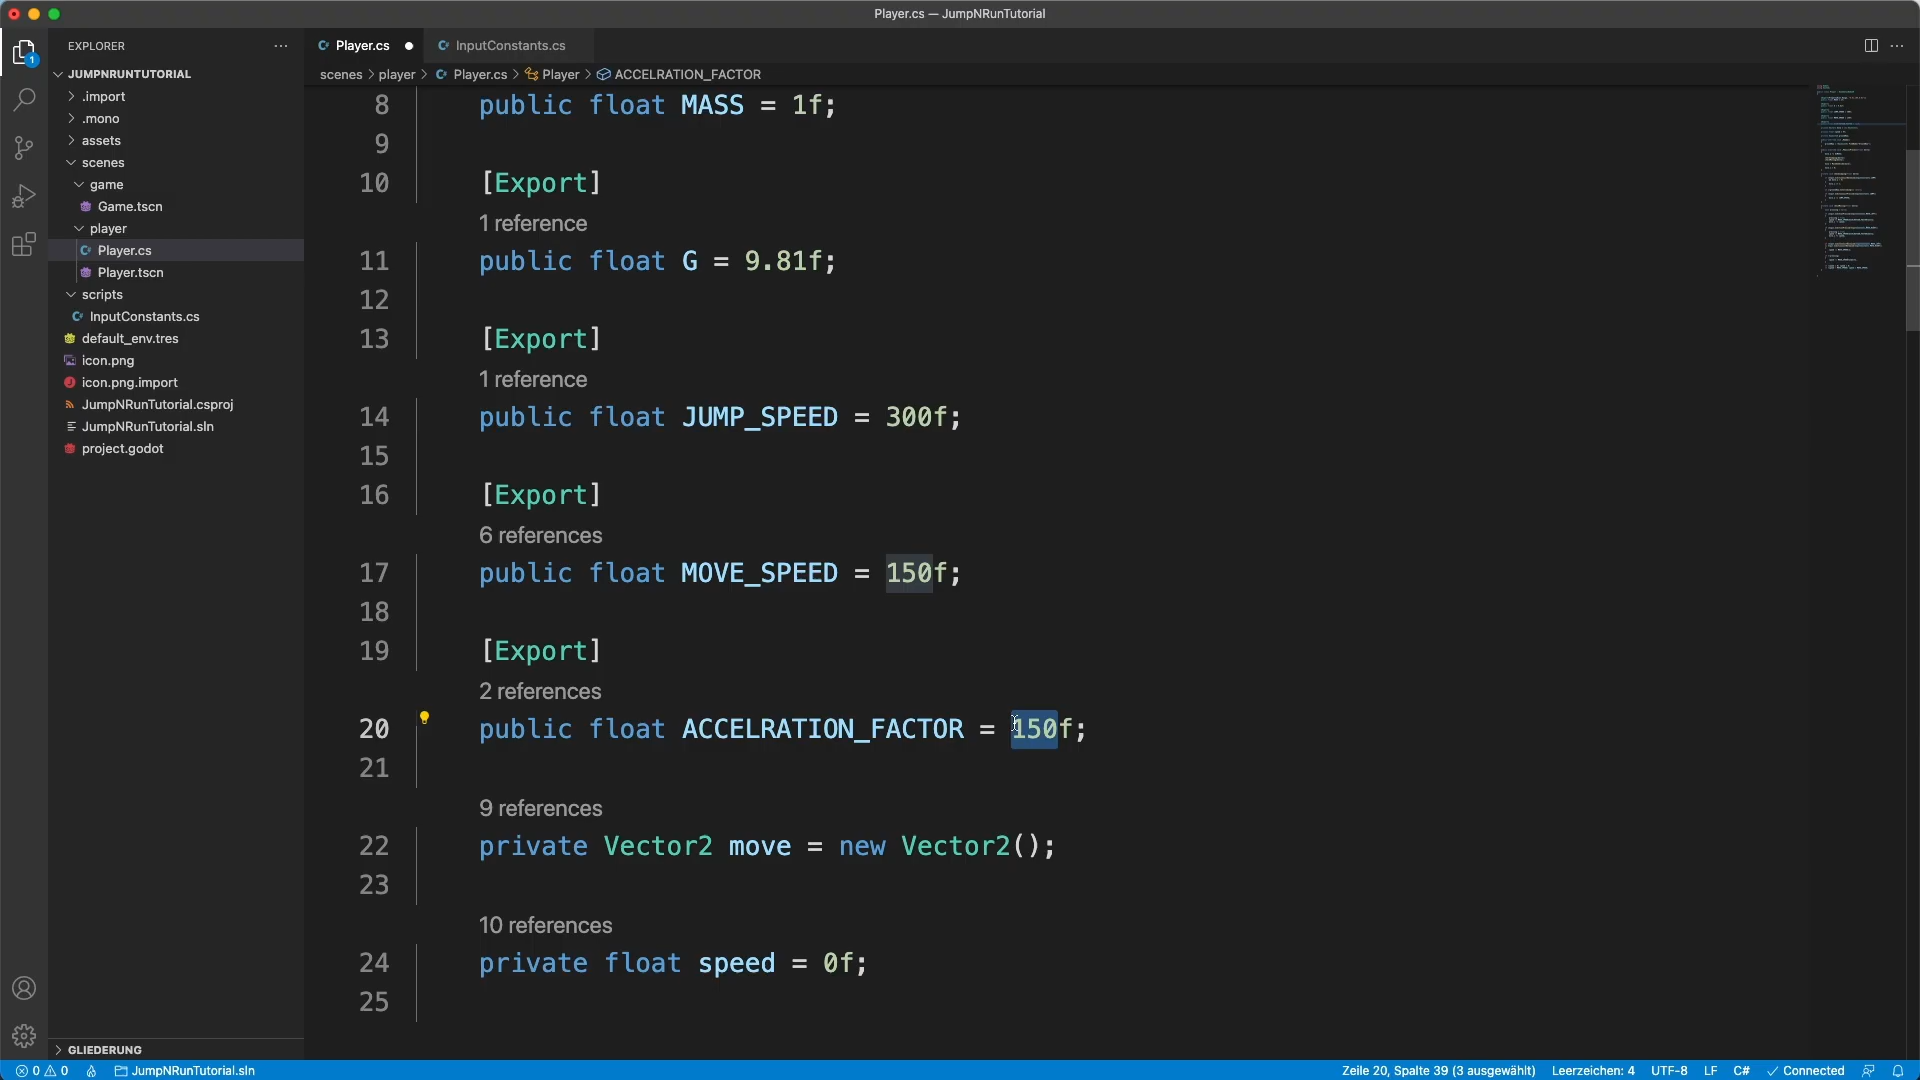 Player.cs — JumpNRunTutorial
EXPLORER
Player.cs
InputConstants.cs
JUMPNRUNTUTORIAL
scenes > player > Player.cs > Player > ACCELRATION_FACTOR
.import
.mono
assets
scenes
game
Game.tscn
player
Player.cs
Player.tscn
scripts
InputConstants.cs
default_env.tres
icon.png
icon.png.import
JumpNRunTutorial.csproj
JumpNRunTutorial.sln
project.godot
GLIEDERUNG
8 public float MASS = 1f;
9
10 [Export]
1 reference
11 public float G = 9.81f;
12
13 [Export]
1 reference
14 public float JUMP_SPEED = 300f;
15
16 [Export]
6 references
17 public float MOVE_SPEED = 150f;
18
19 [Export]
2 references
20 public float ACCELRATION_FACTOR = 150f;
21
9 references
22 private Vector2 move = new Vector2();
23
10 references
24 private float speed = 0f;
25
1
0 0 JumpNRunTutorial.sln
Zeile 20, Spalte 39 (3 ausgewählt) Leerzeichen: 4 UTF-8 LF C# Connected